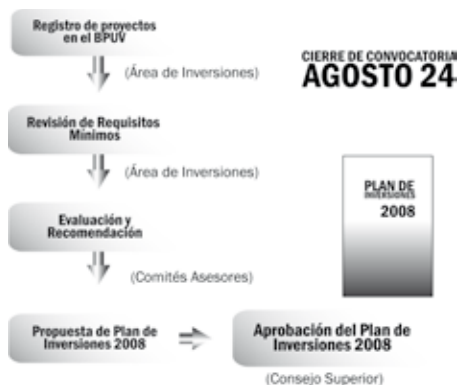 Registro de proyectos
en el BPUV
(Área de Inversiones)
CIERRE DE CONVOCATORIA
AGOSTO 24
Revisión de Requisitos
Mínimos
(Área de Inversiones)
PLAN DE
INVERSIONES
2008
Evaluación y
Recomendación
(Comités Asesores)
Propuesta de Plan de
Inversiones 2008
Aprobación del Plan de
Inversiones 2008
(Consejo Superior)